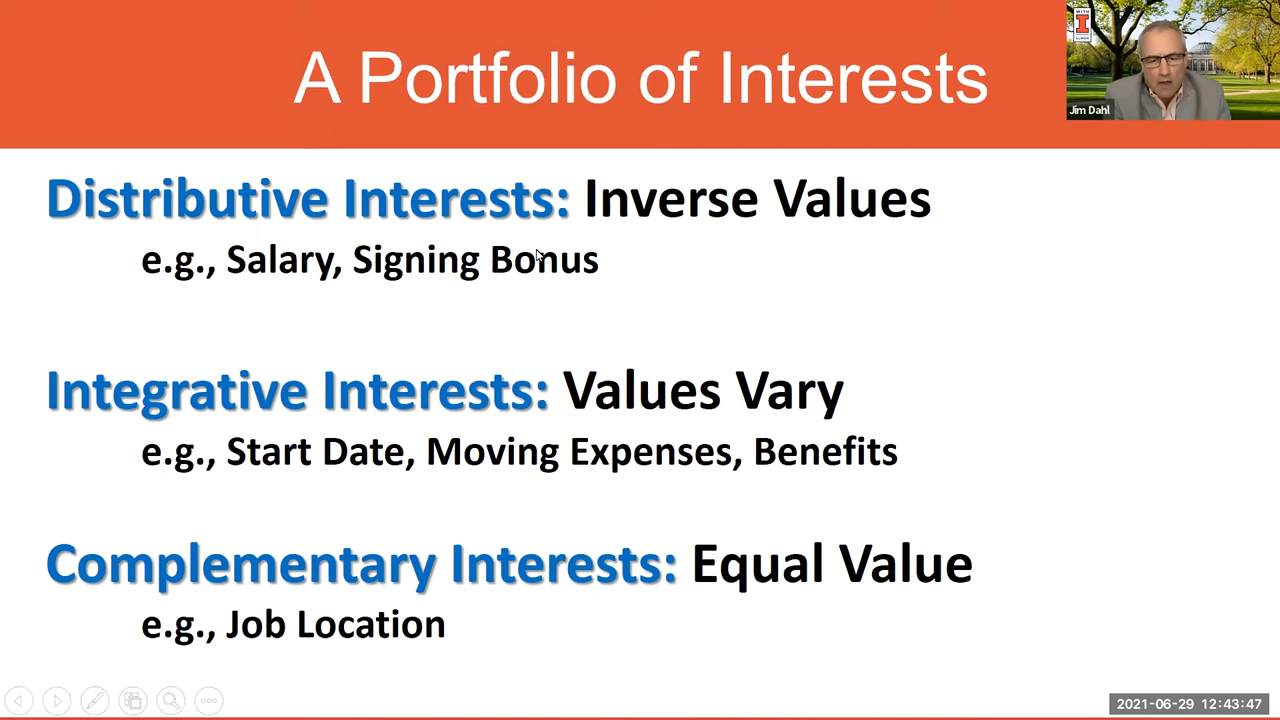 A Portfolio of Interests
WITH
I
Jim Dahl
Distributive Interests: Inverse Values
e.g., Salary, Signing Bonus
Integrative Interests: Values Vary
e.g., Start Date, Moving Expenses, Benefits
Complementary Interests: Equal Value
e.g., Job Location
2021-06-29 12:43:47